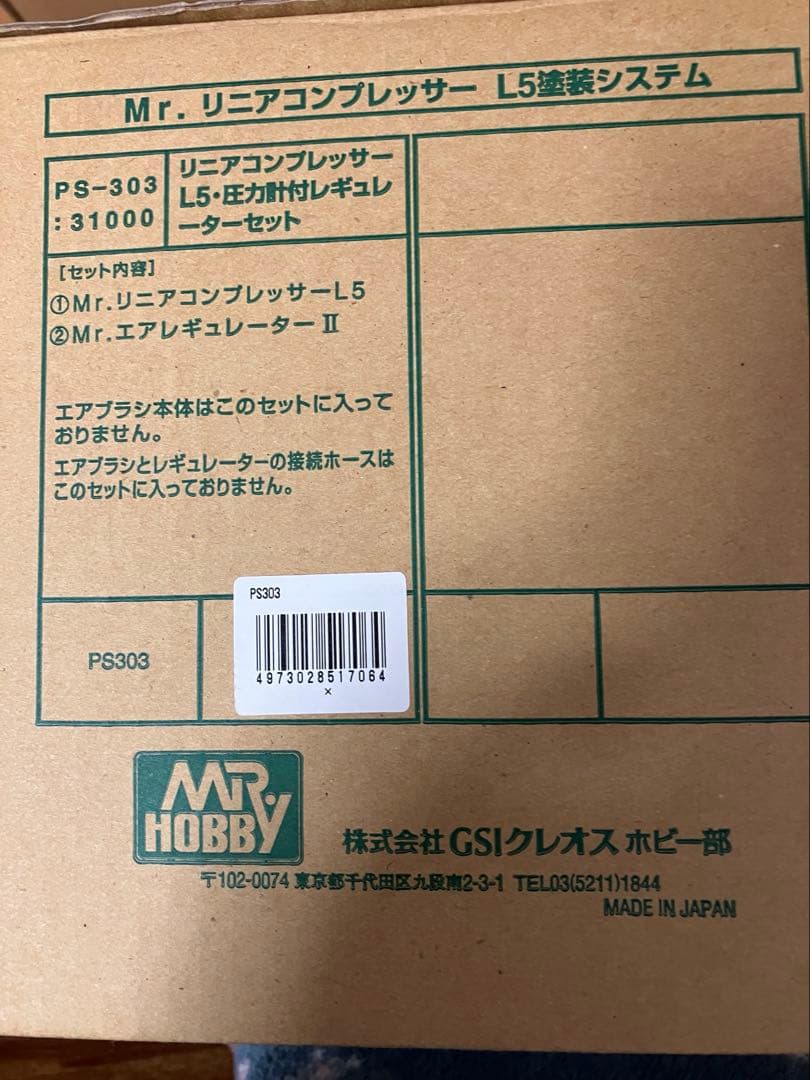 Mr. リニアコンプレッサー L5塗装システム
PS-303
:31000
リニアコンプレッサー
L5・圧力計付レギュレ
ーターセット
［セット内容］
①Mr.リニアコンプレッサーL5
②Mr.エアレギュレーターⅡ
エアブラシ本体はこのセットに入って
おりません。
エアブラシとレギュレーターの接続ホースは
このセットに入っておりません。
PS303
PS303
4973028517064
×
MR.
HOBBY
株式会社 GSIクレオス ホビー部
〒102-0074 東京都千代田区九段南2-3-1 TEL03(5211)1844
MADE IN JAPAN